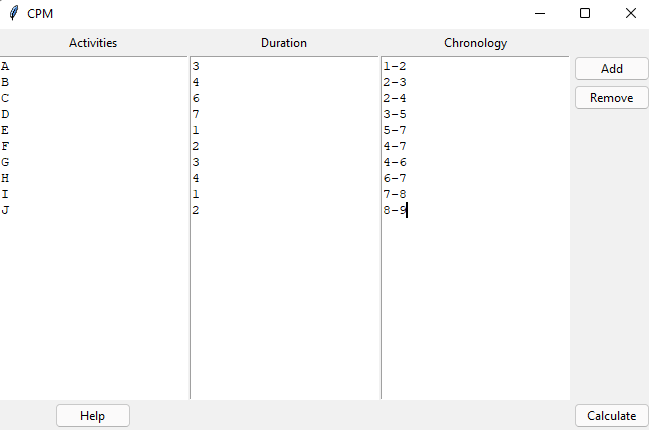 CPM
Activities Duration Chronology
A 3 1-2
B 4 2-3
C 6 2-4
D 7 3-5
E 1 5-7
F 2 4-7
G 3 4-6
H 4 6-7
I 1 7-8
J 2 8-9
Add
Remove
Help
Calculate